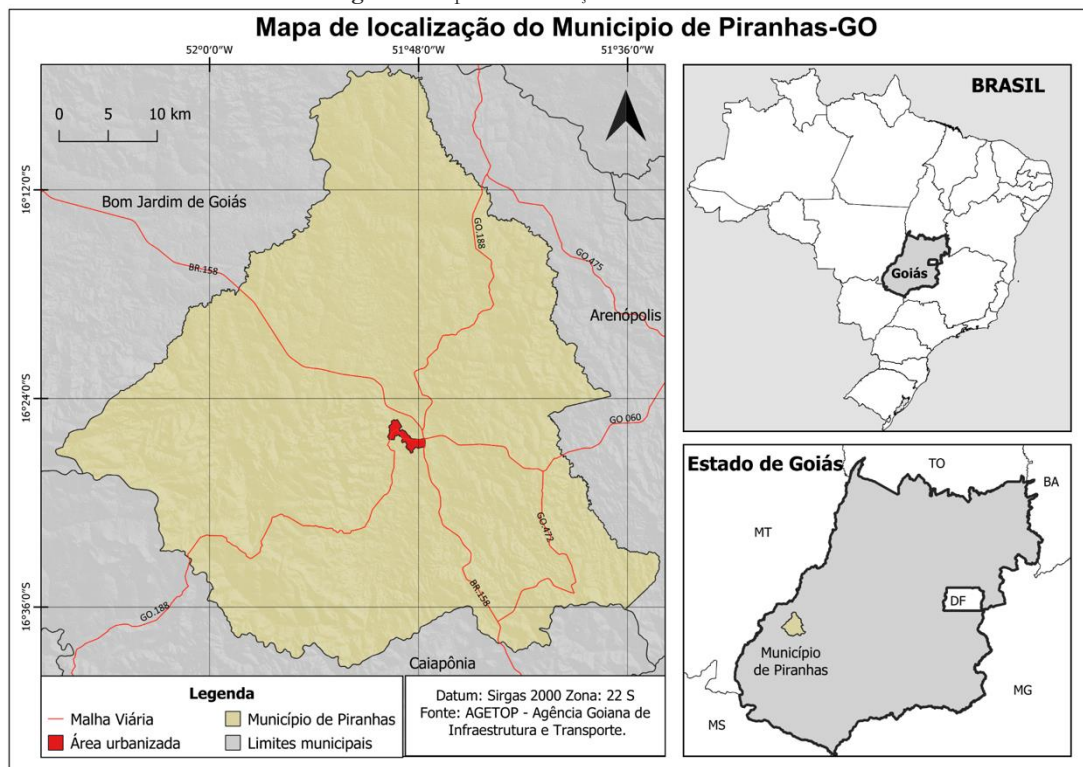 Mapa de localização do Municipio de Piranhas-GO
52°0'0"W
51°48'0"W
51°36'0"W
0 5 10 km
16°12'0"S
16°24'0"S
16°36'0"S
Bom Jardim de Goiás
BR.158
GO.188
GO.475
Arenópolis
GO 060
GO.472
BR.158
GO.188
Caiapônia
Legenda
Malha Viária
Município de Piranhas
Área urbanizada
Limites municipais
Datum: Sirgas 2000 Zona: 22 S
Fonte: AGETOP - Agência Goiana de
Infraestrutura e Transporte.
BRASIL
Goiás
Estado de Goiás
TO
BA
MT
DF
Município
de Piranhas
MG
MS